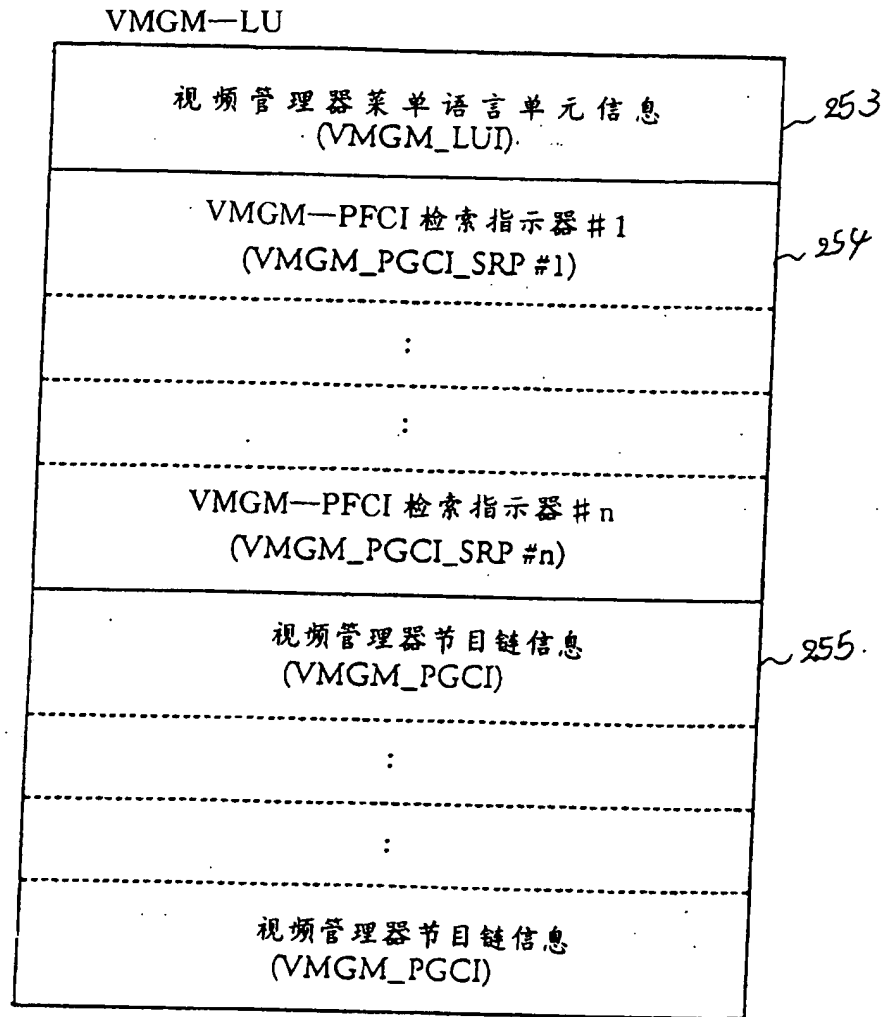 VMGM—LU
视频管理器菜单语言单元信息
(VMGM_LUI)
253
VMGM—PFCI 检索指示器#1
(VMGM_PGCI_SRP #1)
254
:
:
VMGM—PFCI 检索指示器#n
(VMGM_PGCI_SRP #n)
视频管理器节目链信息
(VMGM_PGCI)
255
:
:
视频管理器节目链信息
(VMGM_PGCI)